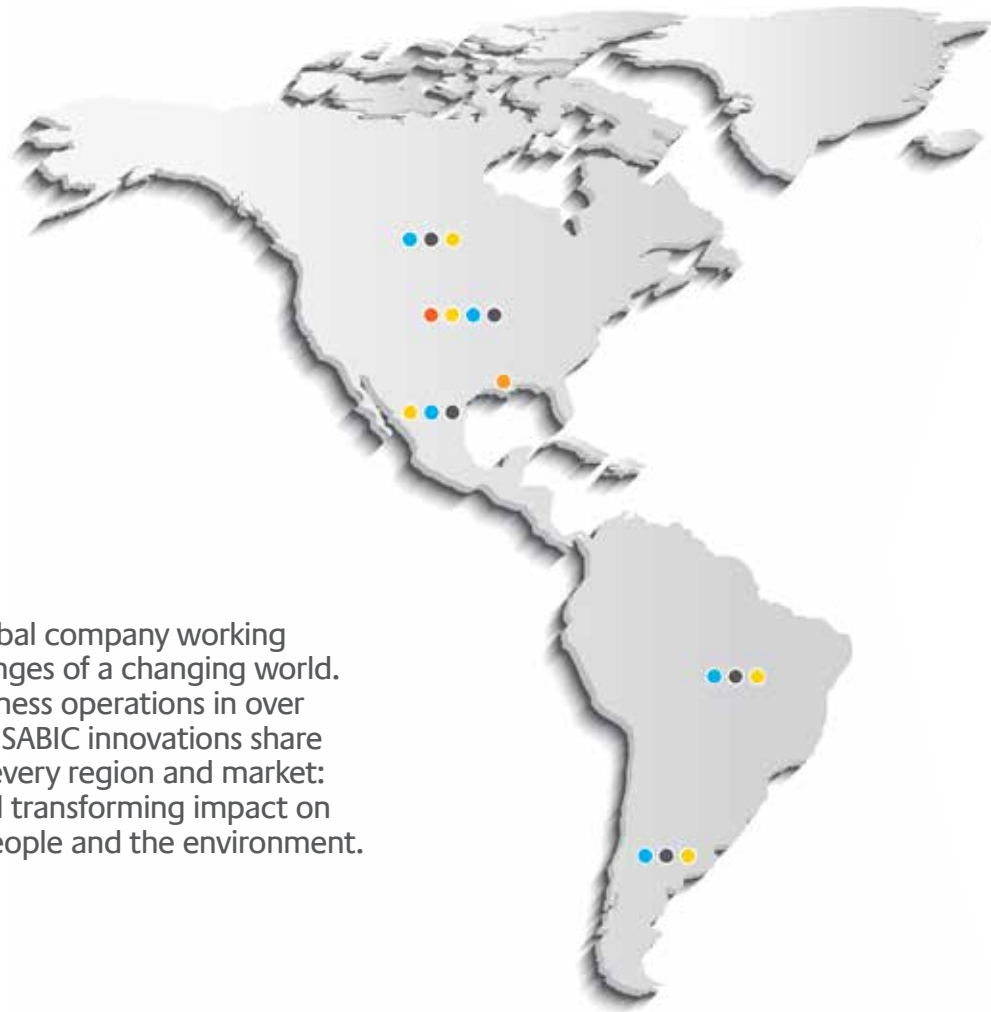 obal company working
nges of a changing world.
ness operations in over
SABIC innovations share
every region and market:
d transforming impact on
eople and the environment.